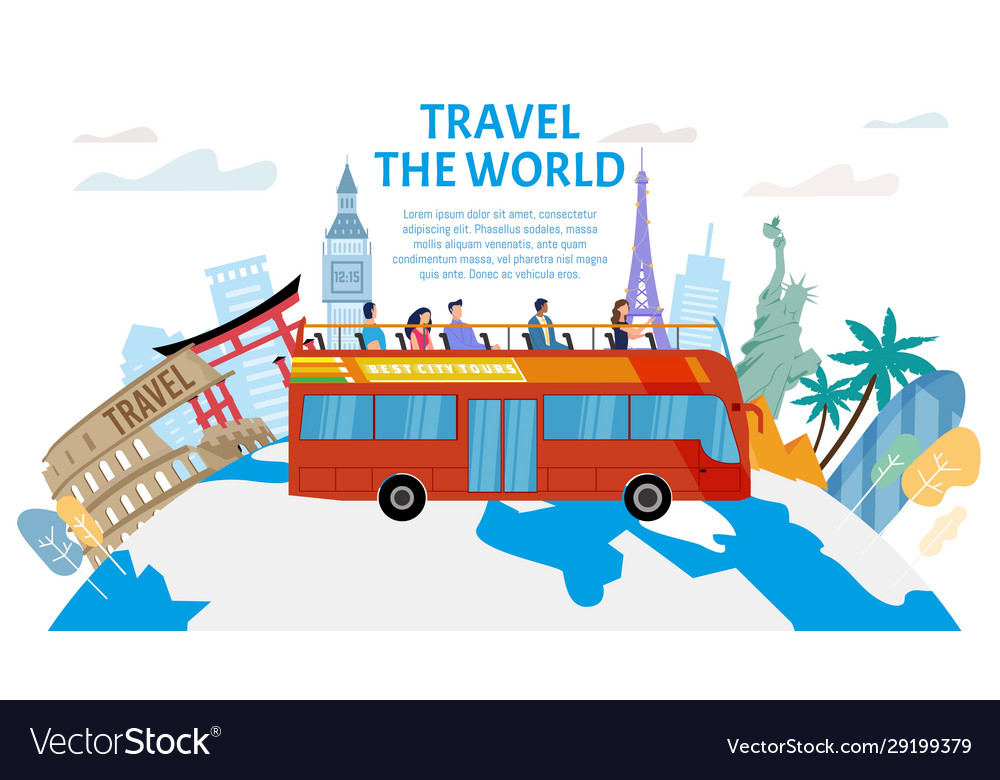 TRAVEL
THE WORLD
Lorem ipsum dolor sit amet, consectetur
adipiscing elit. Phasellus sodales, massa
mollis aliquam venenatis, ante quam
condimentum massa, vel pharetra nisl magna
quis ante. Donec ac vehicula eros.
12:15
TRAVEL
BEST CITY TOURS
VectorStock®
VectorStock.com/29199379